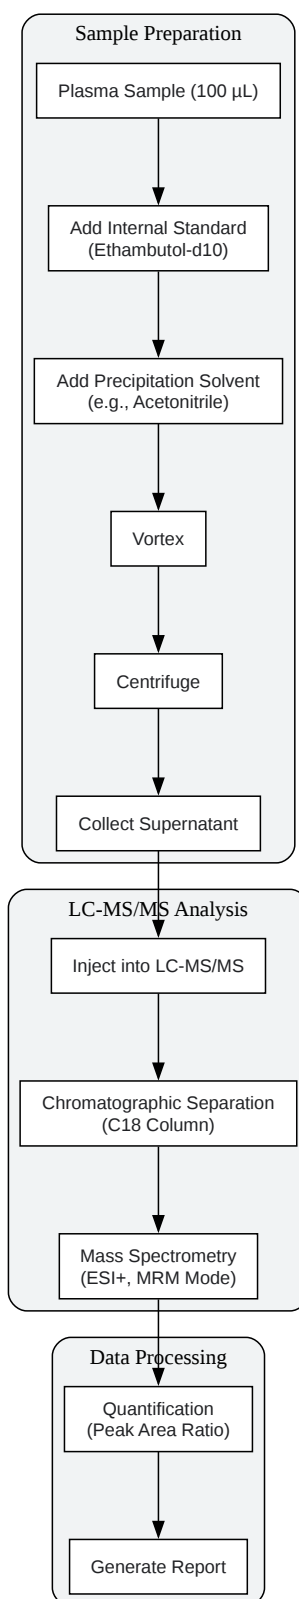 Sample Preparation
Plasma Sample (100 µL)
Add Internal Standard
(Ethambutol-d10)
Add Precipitation Solvent
(e.g., Acetonitrile)
Vortex
Centrifuge
Collect Supernatant
LC-MS/MS Analysis
Inject into LC-MS/MS
Chromatographic Separation
(C18 Column)
Mass Spectrometry
(ESI+, MRM Mode)
Data Processing
Quantification
(Peak Area Ratio)
Generate Report